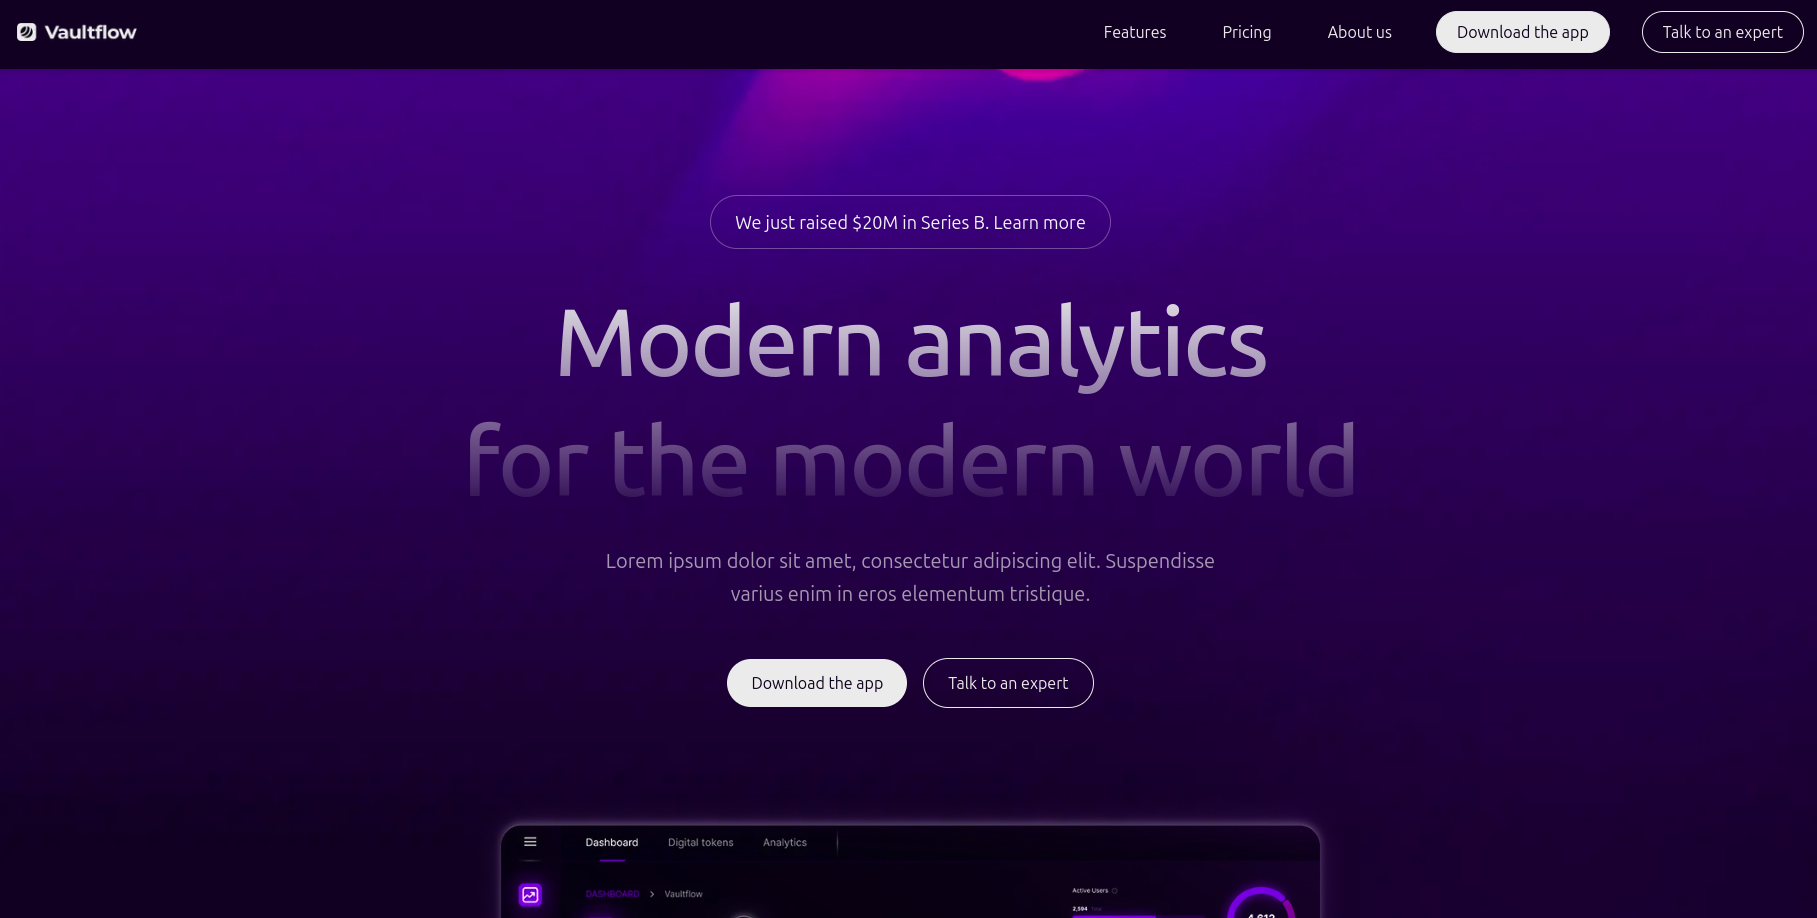 Vaultflow
Features
Pricing
About us
Download the app
Talk to an expert
We just raised $20M in Series B. Learn more
Modern analytics
for the modern world
Lorem ipsum dolor sit amet, consectetur adipiscing elit. Suspendisse
varius enim in eros elementum tristique.
Download the app
Talk to an expert
Dashboard
Digital tokens
Analytics
DASHBOARD
Vaultflow
Active Users
2,594